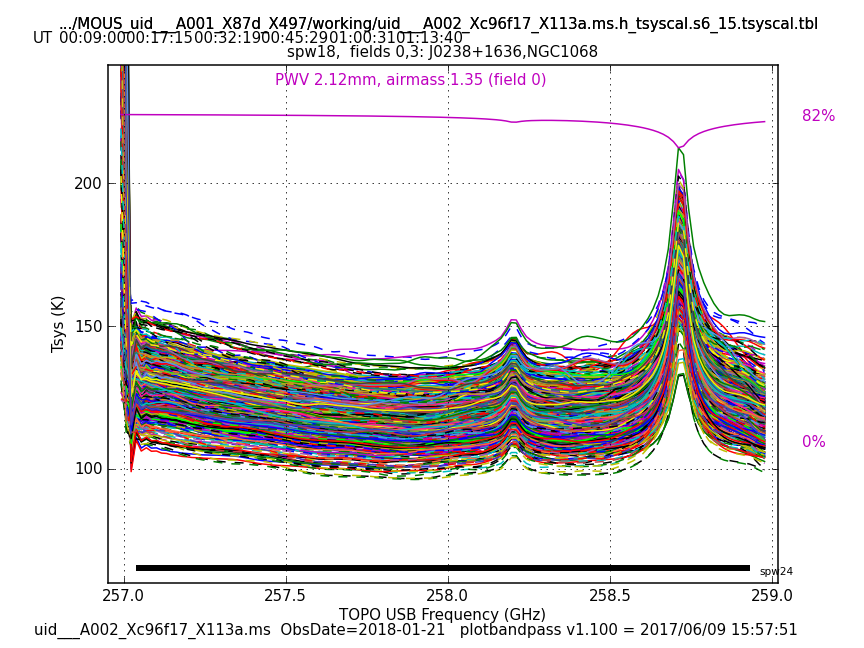 .../MOUS_uid___A001_X87d_X497/working/uid___A002_Xc96f17_X113a.ms.h_tsyscal.s6_15.tsyscal.tbl
UT 00:09:00 00:17:15 00:32:19 00:45:29 01:00:31 01:13:40
spw18, fields 0,3: J0238+1636,NGC1068
PWV 2.12mm, airmass 1.35 (field 0)
82%
200
150
100
Tsys (K)
0%
spw24
257.0 257.5 258.0 258.5 259.0
TOPO USB Frequency (GHz)
uid___A002_Xc96f17_X113a.ms ObsDate=2018-01-21 plotbandpass v1.100 = 2017/06/09 15:57:51